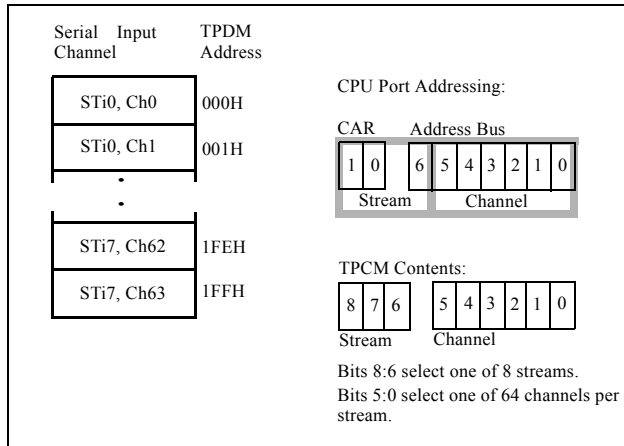 Serial Input Channel
TPDM Address
STi0, Ch0
000H
STi0, Ch1
001H
STi7, Ch62
1FEH
STi7, Ch63
1FFH
CPU Port Addressing:
CAR Address Bus
1 0 6 5 4 3 2 1 0
Stream Channel
TPCM Contents:
8 7 6 5 4 3 2 1 0
Stream Channel
Bits 8:6 select one of 8 streams.
Bits 5:0 select one of 64 channels per
stream.